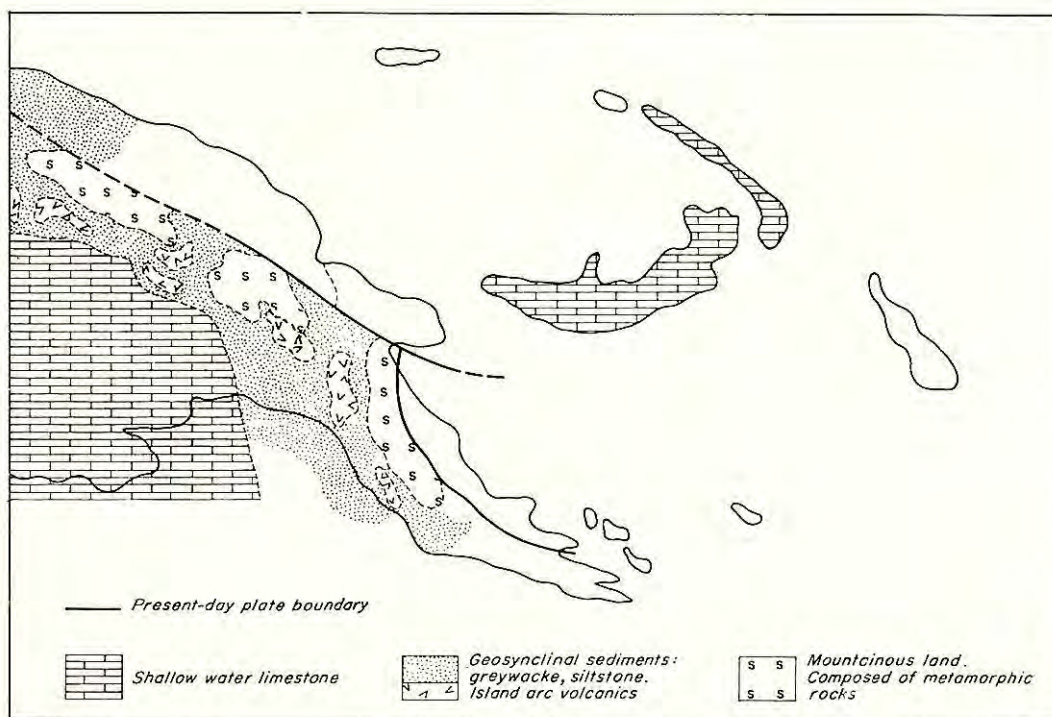 Present-day plate boundary
Shallow water limestone
Geosynclinal sediments:
greywacke, siltstone.
Island arc volcanics
Mountcinous land.
Composed of metamorphic
rocks